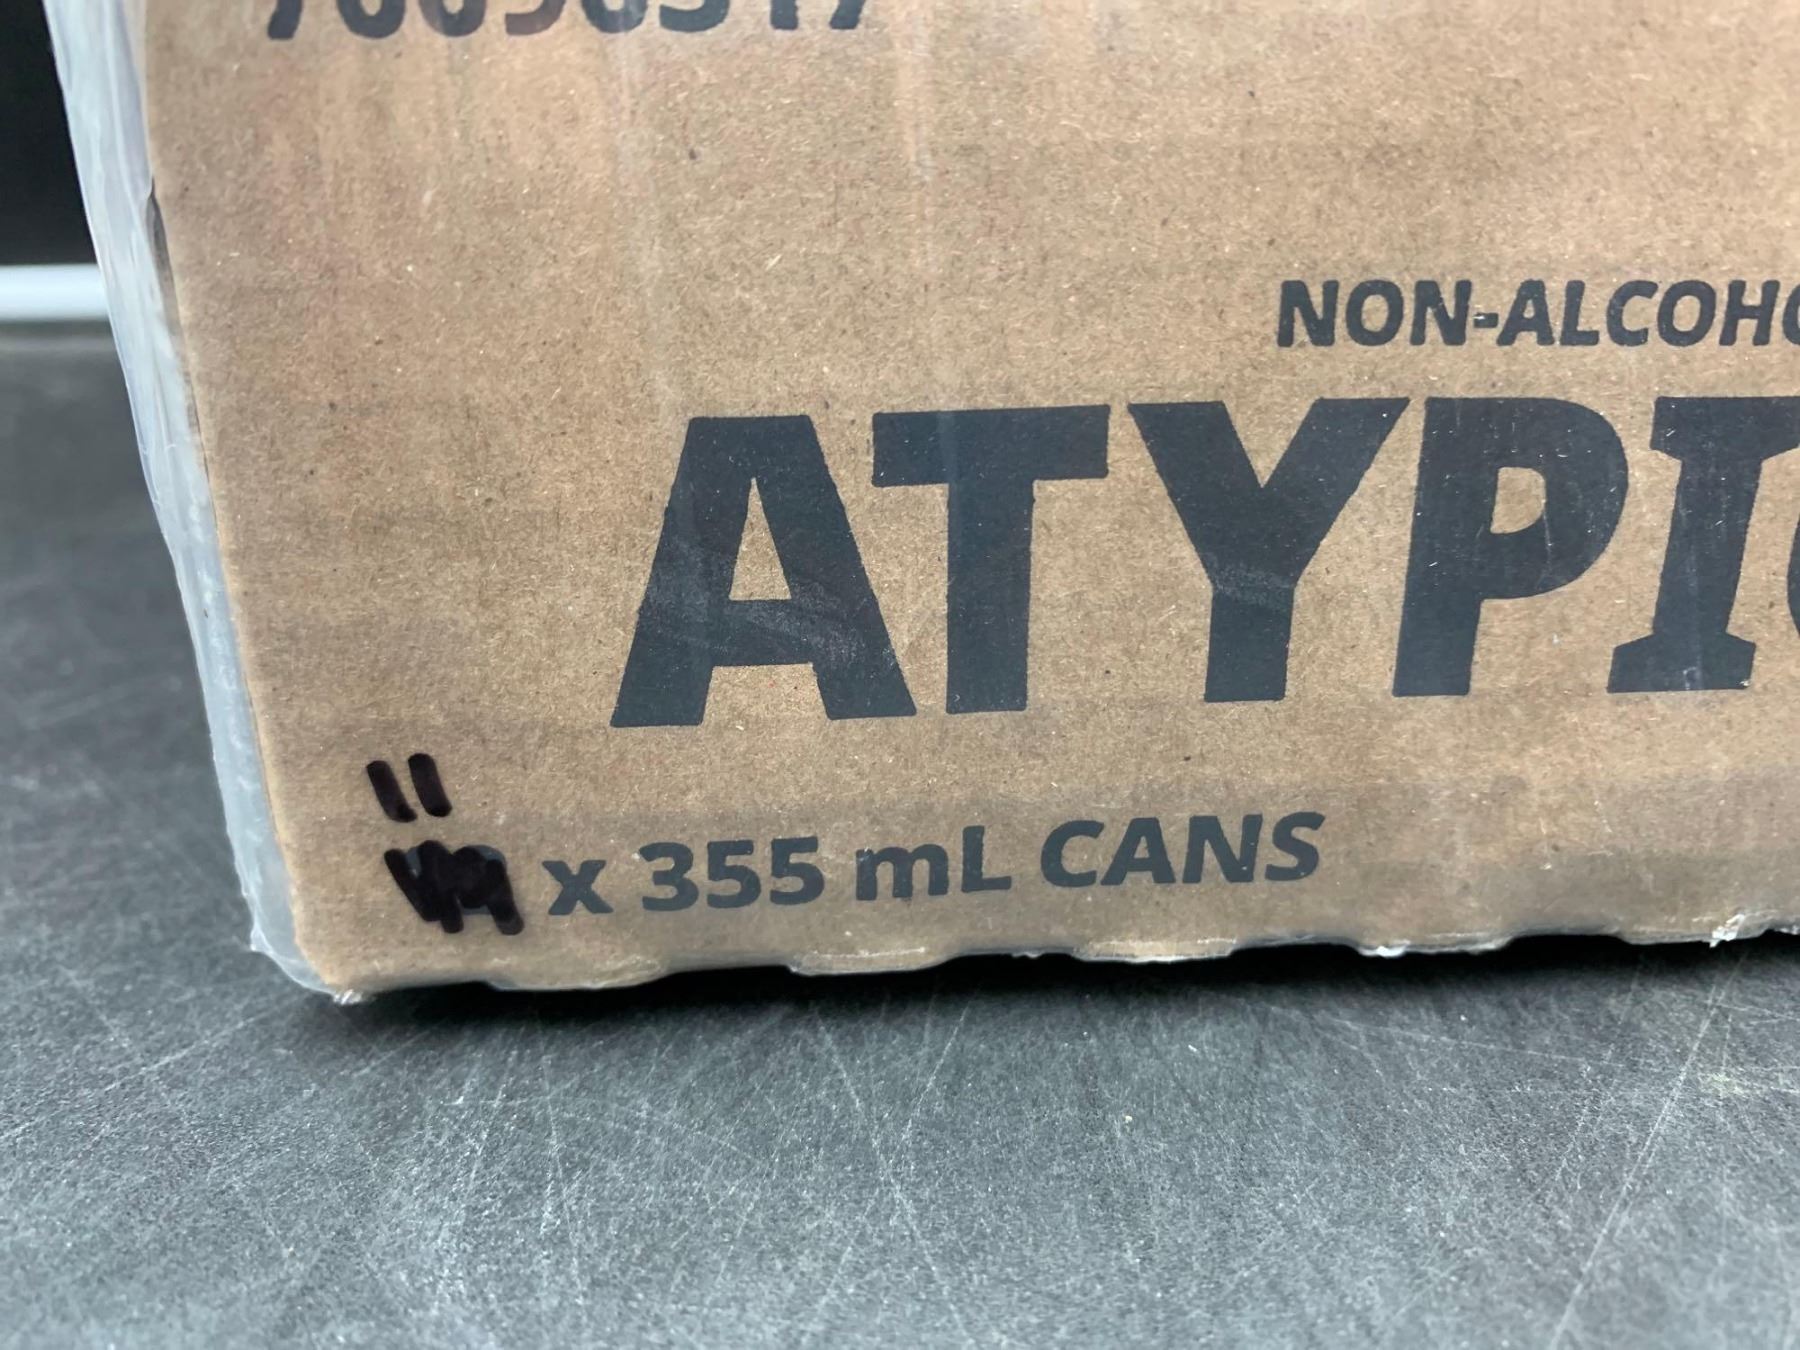 NON-ALCOHO
ATYPI
11
x 355 mL CANS